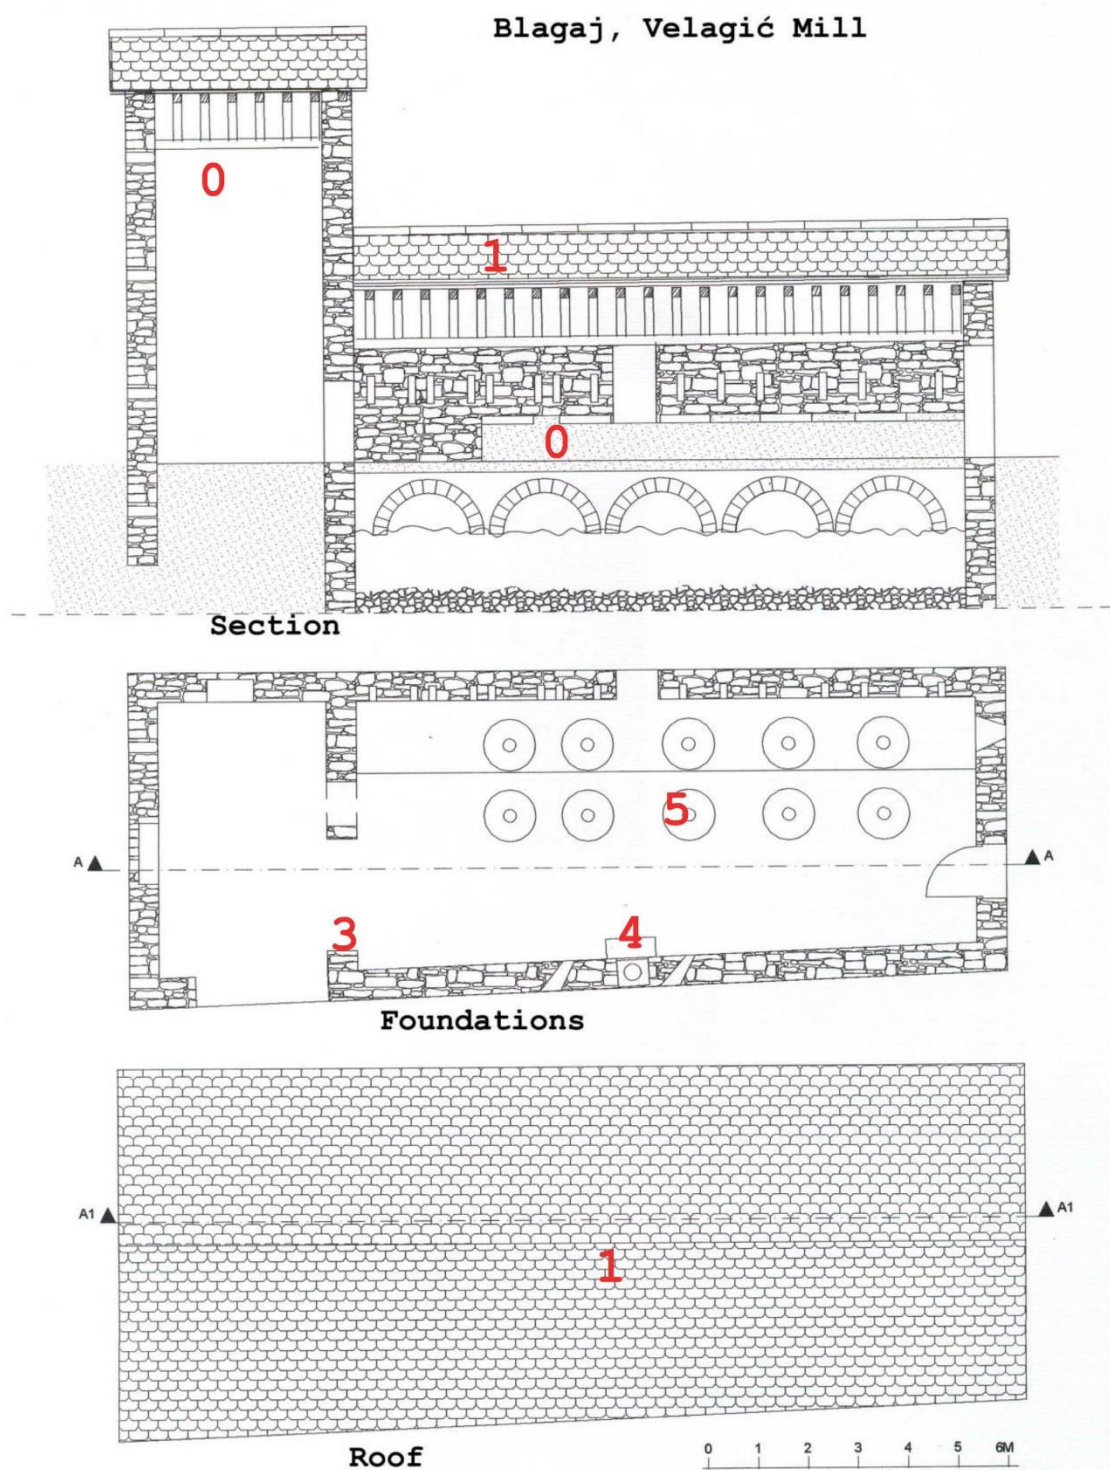 Blagaj, Velagić Mill
0
1
0
Section
5
A A
3 4
Foundations
A1 A1
1
Roof
0 1 2 3 4 5 6M